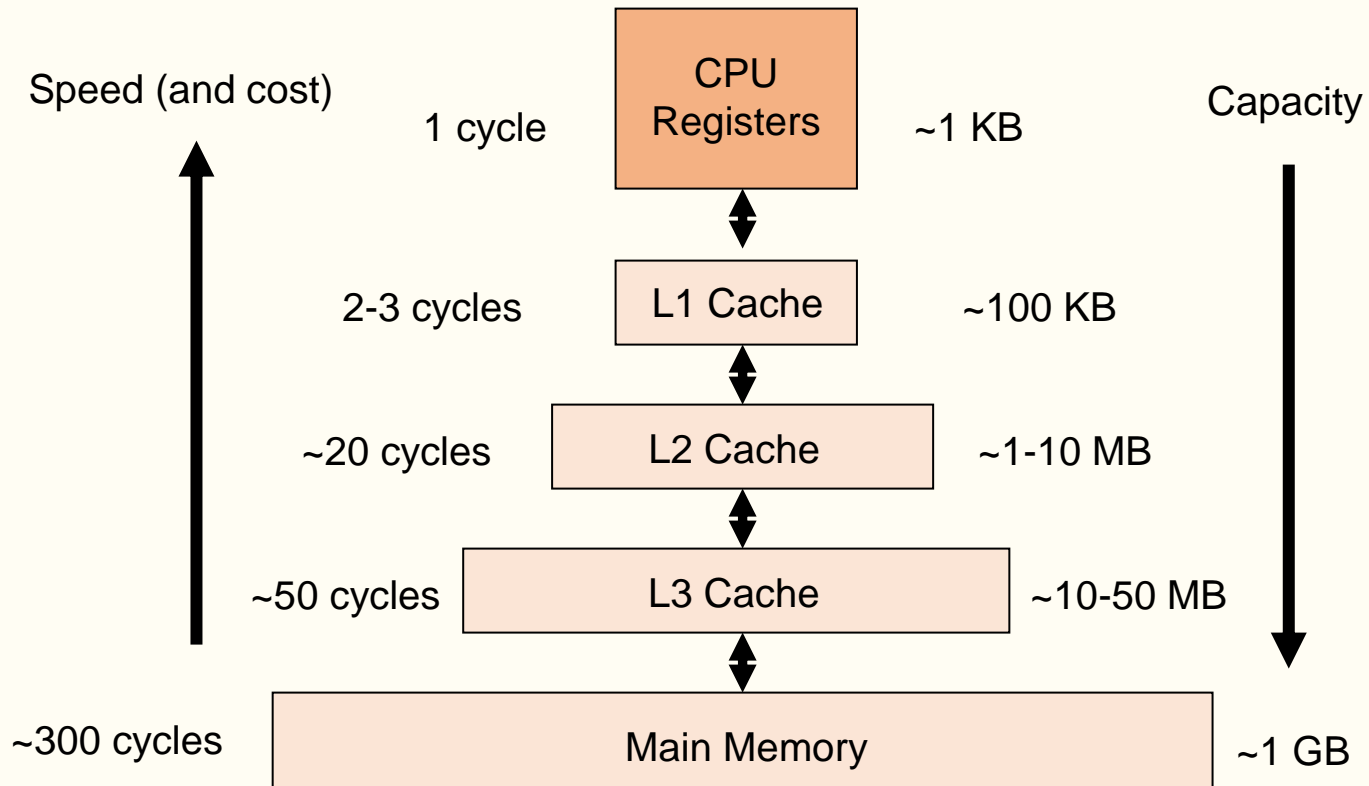 Speed (and cost)
CPU
Registers
Capacity
1 cycle
~1 KB
2-3 cycles
L1 Cache
~100 KB
~20 cycles
L2 Cache
~1-10 MB
~50 cycles
L3 Cache
~10-50 MB
~300 cycles
Main Memory
~1 GB